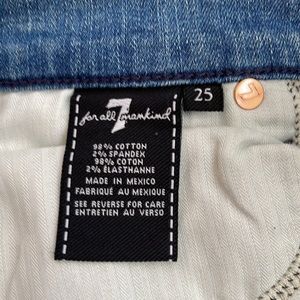 7
for all mankind
25
98% COTTON
2% SPANDEX
98% COTON
2% ÉLASTHANNE
MADE IN MEXICO
FABRIQUÉ AU MEXIQUE
SEE REVERSE FOR CARE
ENTRETIEN AU VERSO